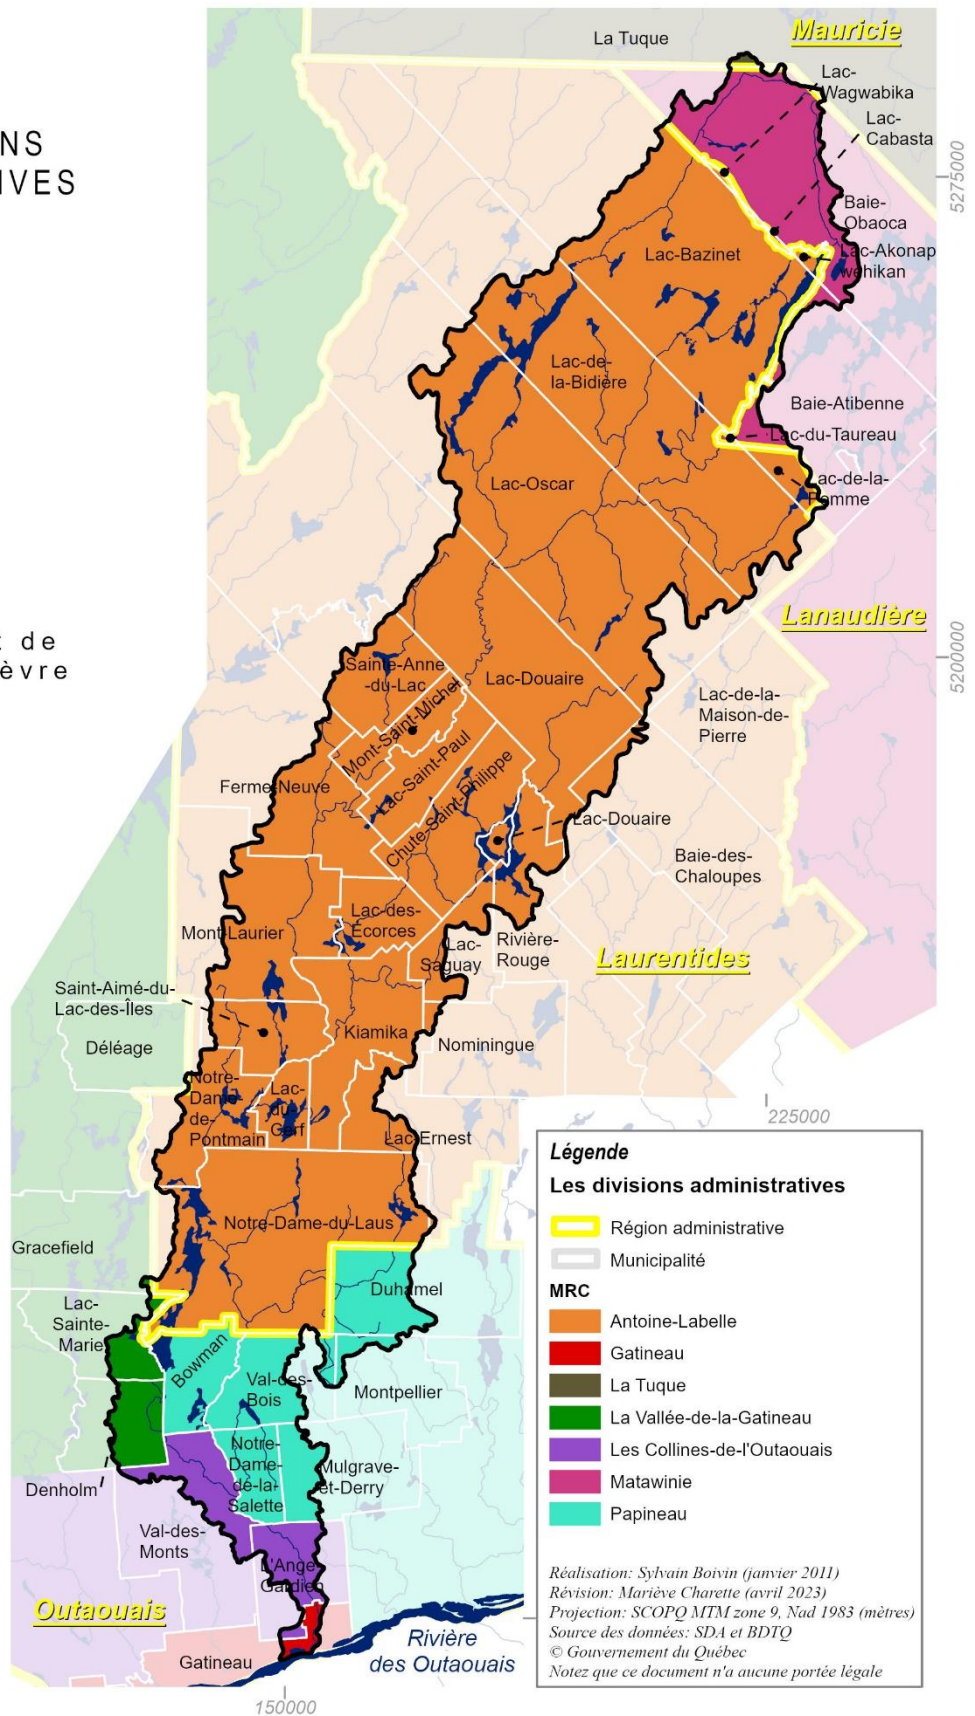 NS
IVES
de
èvre
Mauricie
La Tuque
Lac-
Wagwabika
Lac-
Cabasta
5275000
Baie-
Obaoca
Lac-Bazinet
Lac-Akonap
wehikan
Lac-de-
la-Bidière
Baie-Atibenne
Lac-du-Taureau
Lac-Oscar
Lac-de-la-
Pomme
Lanaudière
5200000
Sainte-Anne
-du-Lac
Lac-Douaire
Mont-Saint-Michel
Lac-de-la-
Maison-de-
Pierre
Lac-Saint-Paul
Ferme-Neuve
Chute-Saint-Philippe
Lac-Douaire
Baie-des-
Chaloupes
Lac-des-
Écorces
Mont-Laurier
Lac-
Saguay
Rivière-
Rouge
Laurentides
Saint-Aimé-du-
Lac-des-Îles
Déléage
Kiamika
Nominingue
Notre-
Dame-
de-
Pontmain
Lac-
du-
Cerf
225000
Lac-Ernest
Notre-Dame-du-Laus
Gracefield
Duhamel
Lac-
Sainte-
Marie
Bowman
Val-des-
Bois
Montpellier
Notre-
Dame-
de-la-
Salette
Mulgrave-
et-Derry
Denholm
Val-des-
Monts
L'Ange-
Gardien
Outaouais
Gatineau
Rivière
des Outaouais
150000
Légende
Les divisions administratives
Région administrative
Municipalité
MRC
Antoine-Labelle
Gatineau
La Tuque
La Vallée-de-la-Gatineau
Les Collines-de-l'Outaouais
Matawinie
Papineau
Réalisation: Sylvain Boivin (janvier 2011)
Révision: Mariève Charette (avril 2023)
Projection: SCOPQ MTM zone 9, Nad 1983 (mètres)
Source des données: SDA et BDTQ
© Gouvernement du Québec
Notez que ce document n'a aucune portée légale